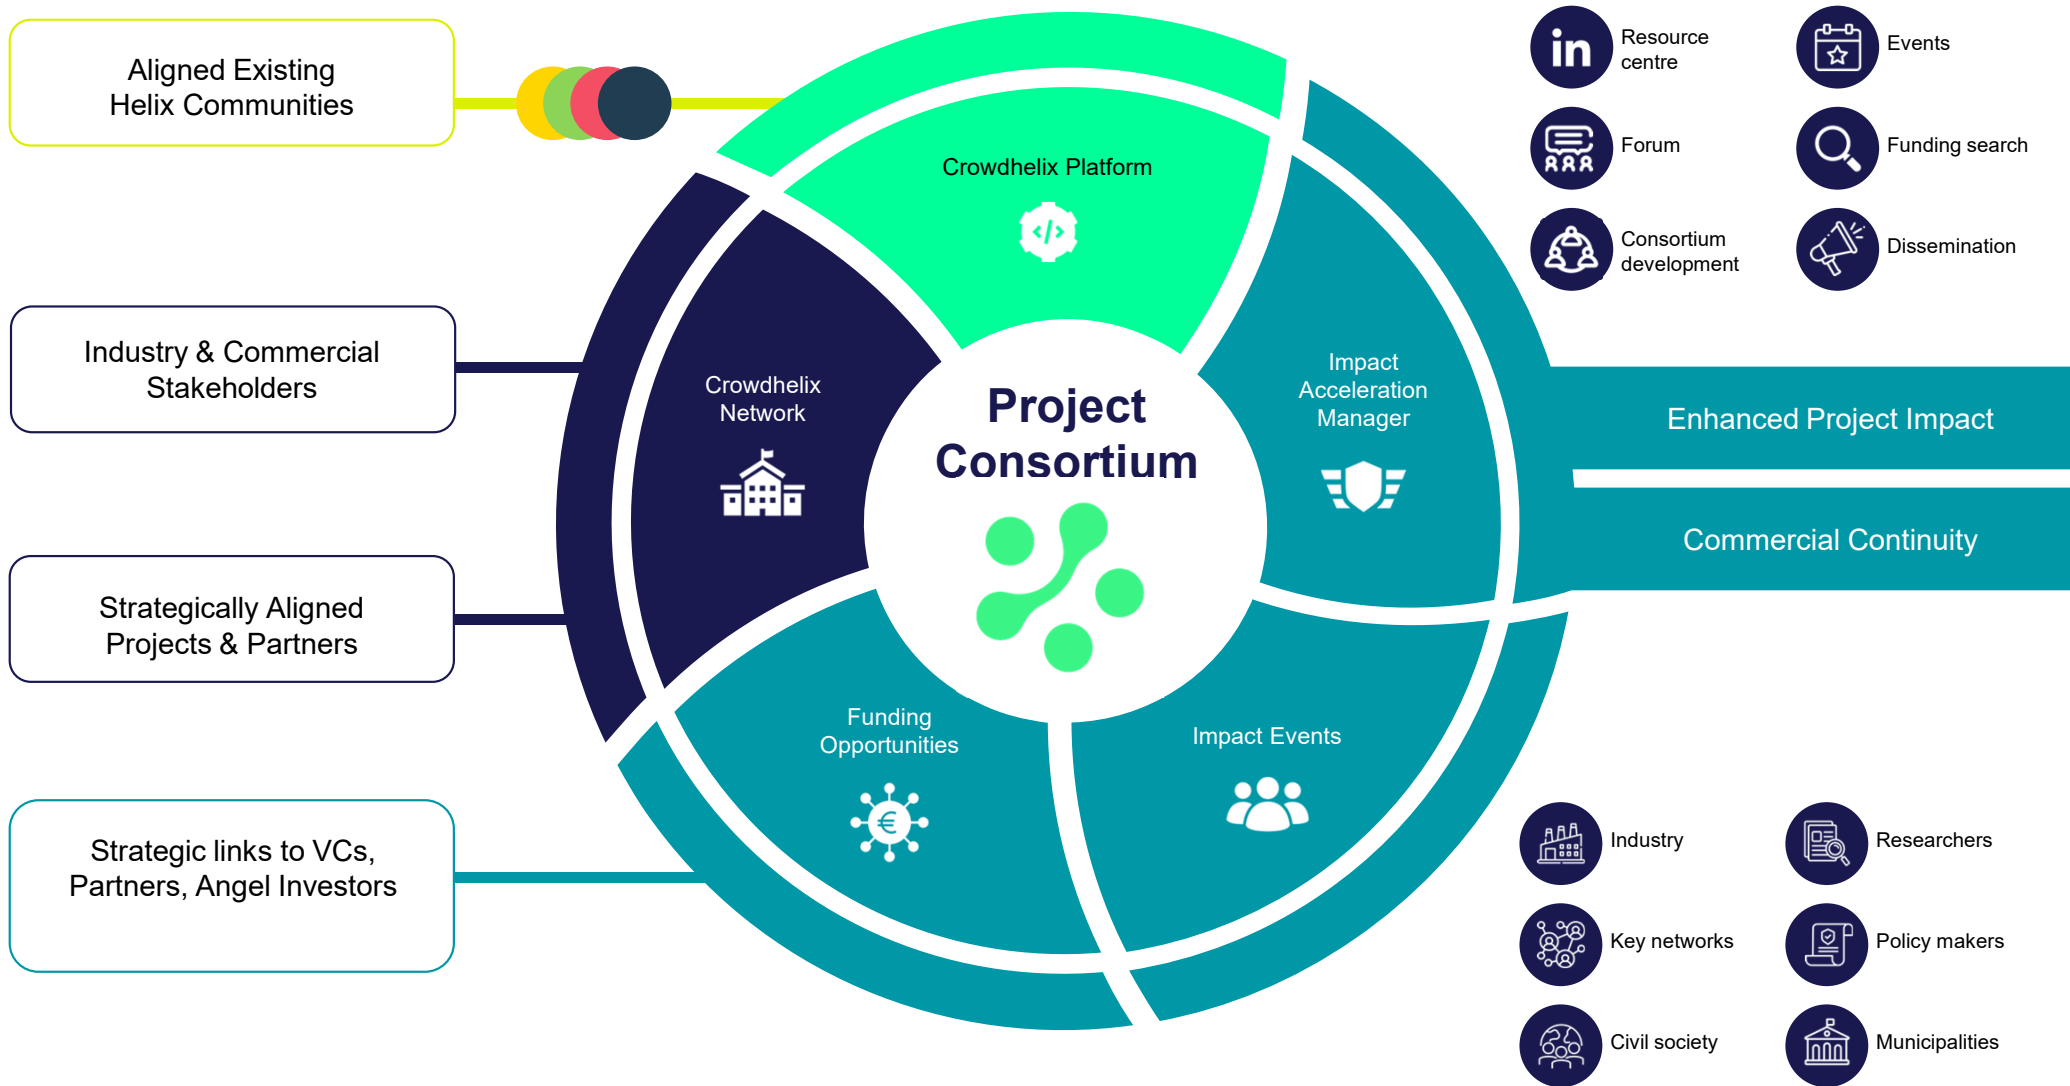 Aligned Existing
Helix Communities
Industry & Commercial
Stakeholders
Strategically Aligned
Projects & Partners
Strategic links to VCs,
Partners, Angel Investors
Crowdhelix Platform
Crowdhelix
Network
Impact
Acceleration
Manager
Project
Consortium
Funding
Opportunities
€
Impact Events
in
Resource
centre
Events
Forum
Funding search
Consortium
development
Dissemination
Enhanced Project Impact
Commercial Continuity
Industry
Researchers
Key networks
Policy makers
Civil society
Municipalities